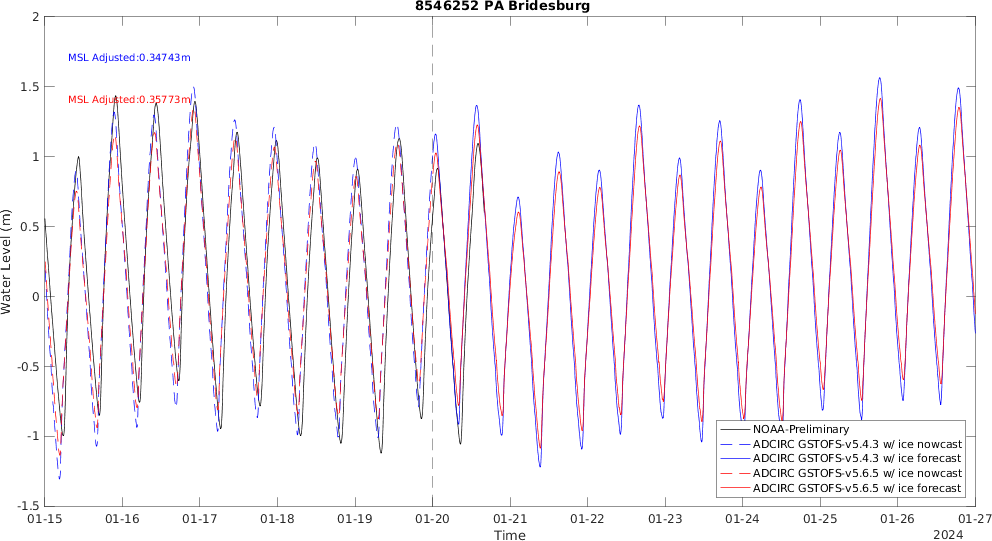 8546252 PA Bridesburg
2
1.5
1
0.5
0
-0.5
-1
-1.5
Water Level (m)
MSL Adjusted:0.34743m
MSL Adjusted:0.35773m
NOAA-Preliminary
ADCIRC GSTOFS-v5.4.3 w/ ice nowcast
ADCIRC GSTOFS-v5.4.3 w/ ice forecast
ADCIRC GSTOFS-v5.6.5 w/ ice nowcast
ADCIRC GSTOFS-v5.6.5 w/ ice forecast
01-15 01-16 01-17 01-18 01-19 01-20 01-21 01-22 01-23 01-24 01-25 01-26 01-27
Time
2024